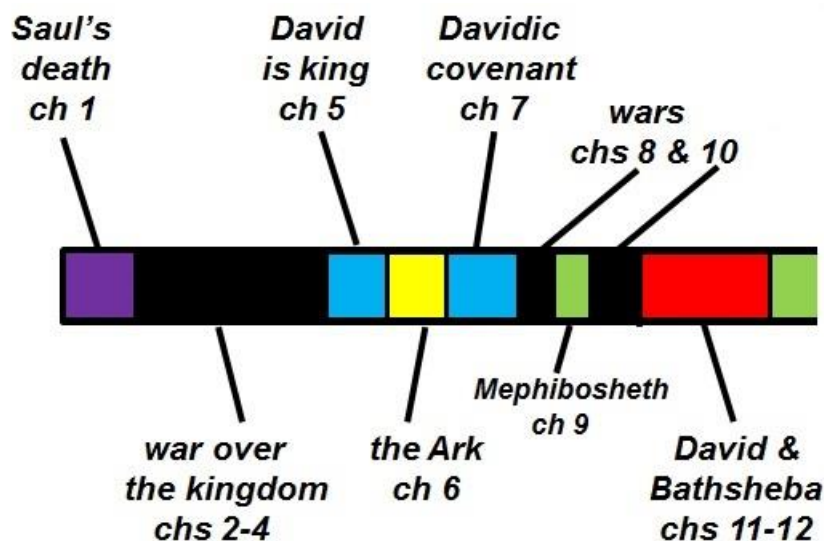 Saul's
death
ch 1
David
is king
ch 5
Davidic
covenant
ch 7
wars
chs 8 & 10
war over
the kingdom
chs 2-4
the Ark
ch 6
Mephibosheth
ch 9
David &
Bathsheba
chs 11-12